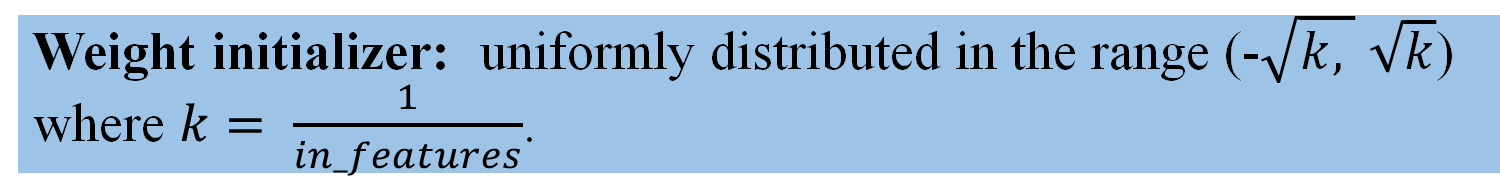 Weight initializer: uniformly distributed in the range (-√k, √k)
where k = 1/in_features.